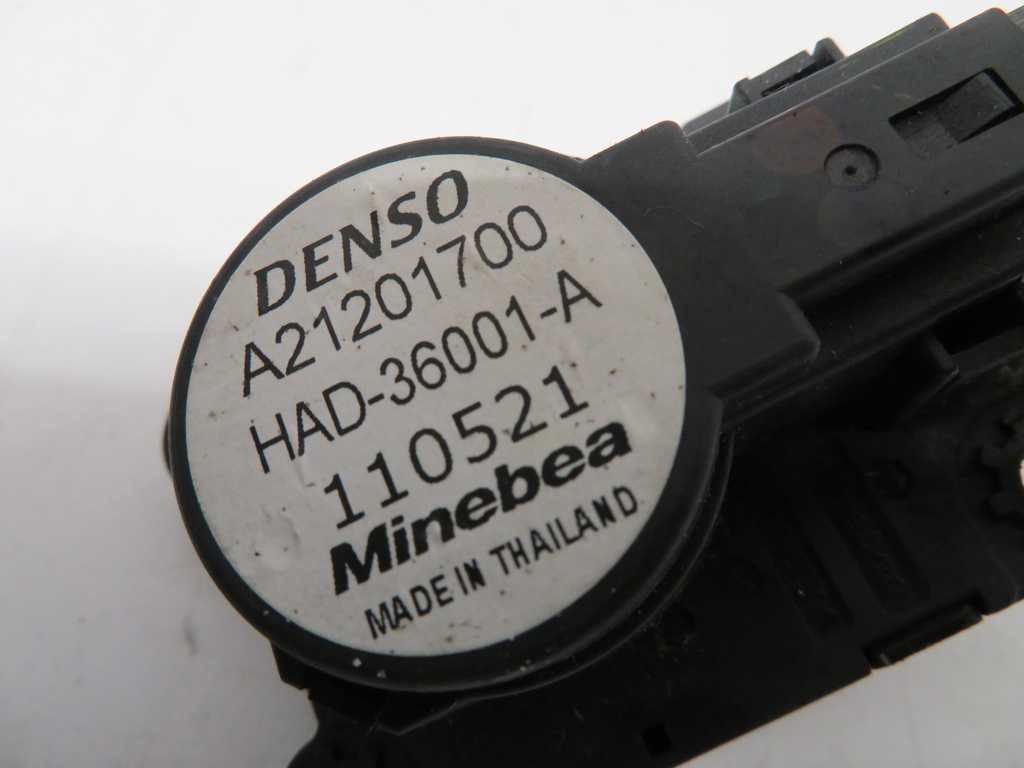 DENSO
A21201700
HAD-36001-A
110521
Minebea
MADE IN THAILAND